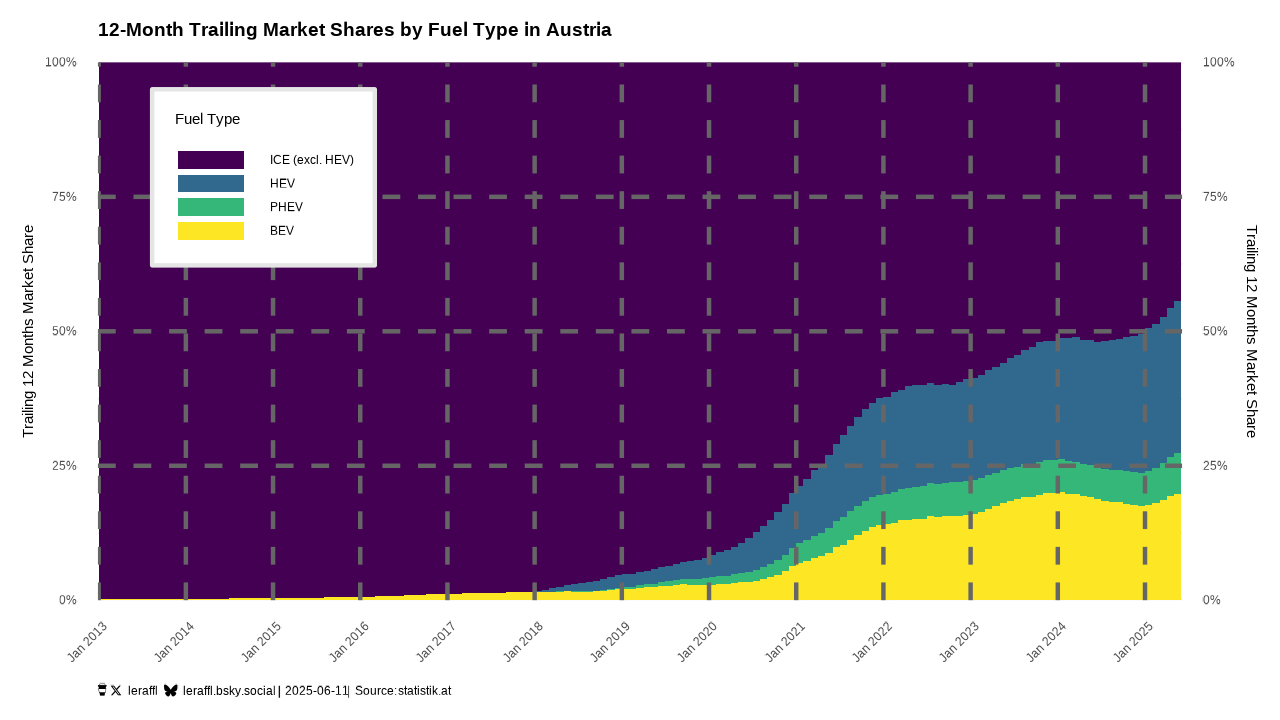 12-Month Trailing Market Shares by Fuel Type in Austria
100%
75%
50%
25%
0%
Trailing 12 Months Market Share
Fuel Type
ICE (excl. HEV)
HEV
PHEV
BEV
100%
75%
50%
25%
0%
Trailing 12 Months Market Share
Jan 2013
Jan 2014
Jan 2015
Jan 2016
Jan 2017
Jan 2018
Jan 2019
Jan 2020
Jan 2021
Jan 2022
Jan 2023
Jan 2024
Jan 2025
leraffl leraffl.bsky.social | 2025-06-11| Source:statistik.at